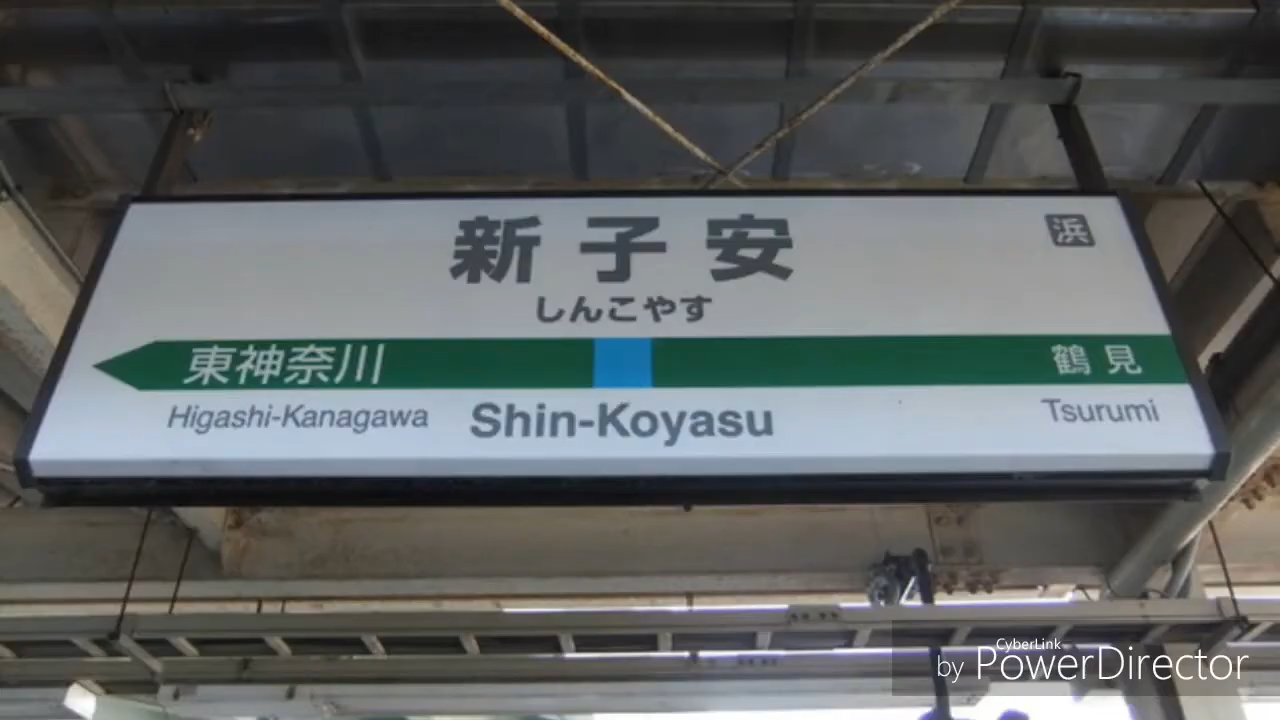 新子安
浜
しんこやす
東神奈川
鶴見
Higashi-Kanagawa
Shin-Koyasu
Tsurumi
CyberLink
by PowerDirector